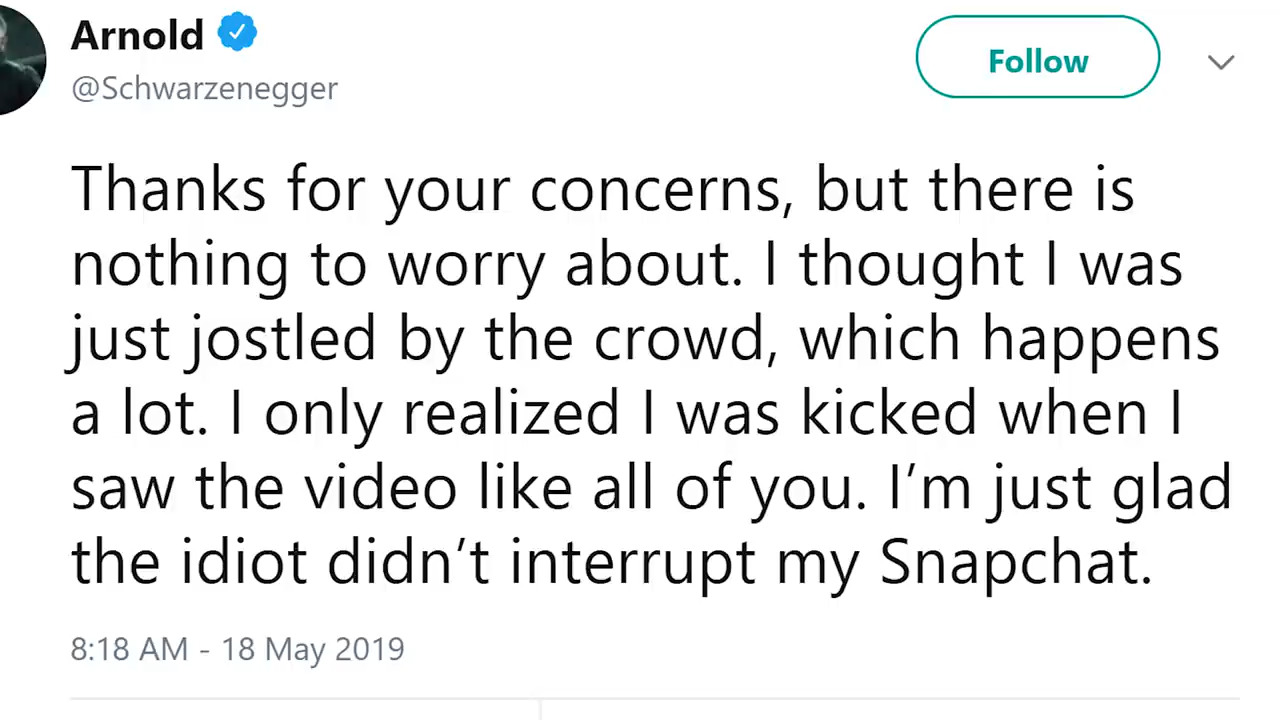 Arnold
@Schwarzenegger
Follow
Thanks for your concerns, but there is
nothing to worry about. I thought I was
just jostled by the crowd, which happens
a lot. I only realized I was kicked when I
saw the video like all of you. I’m just glad
the idiot didn’t interrupt my Snapchat.
8:18 AM - 18 May 2019